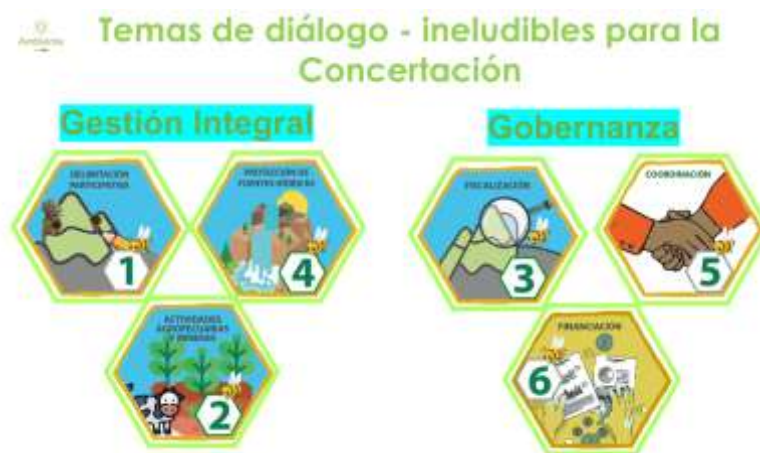 Ambiente
Temas de diálogo - ineludibles para la
Concertación
Gestión Integral
Gobernanza
DELIMITACIÓN
PARTICIPATIVA
1
PROTECCIÓN DE
FUENTES HÍDRICAS
4
ACTIVIDADES
AGROPECUARIAS
Y MINERAS
2
FISCALIZACIÓN
3
COORDINACIÓN
5
FINANCIACIÓN
6